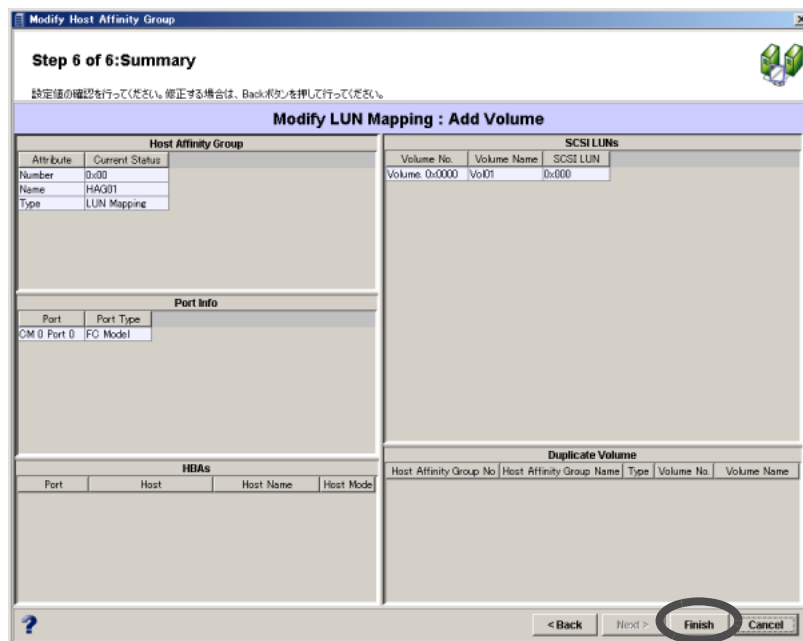 Modify Host Affinity Group
Step 6 of 6:Summary
設定値の確認を行ってください。修正する場合は、Backボタンを押して行ってください。
Modify LUN Mapping : Add Volume
Host Affinity Group
Attribute Current Status
Number 0x00
Name HAG01
Type LUN Mapping
Port Info
Port Port Type
CM 0 Port 0 FC Model
HBAs
Port Host Host Name Host Mode
SCSI LUNs
Volume No. Volume Name SCSI LUN
Volume. 0x0000 Vol01 0x000
Duplicate Volume
Host Affinity Group No Host Affinity Group Name Type Volume No. Volume Name
? < Back Next > Finish Cancel